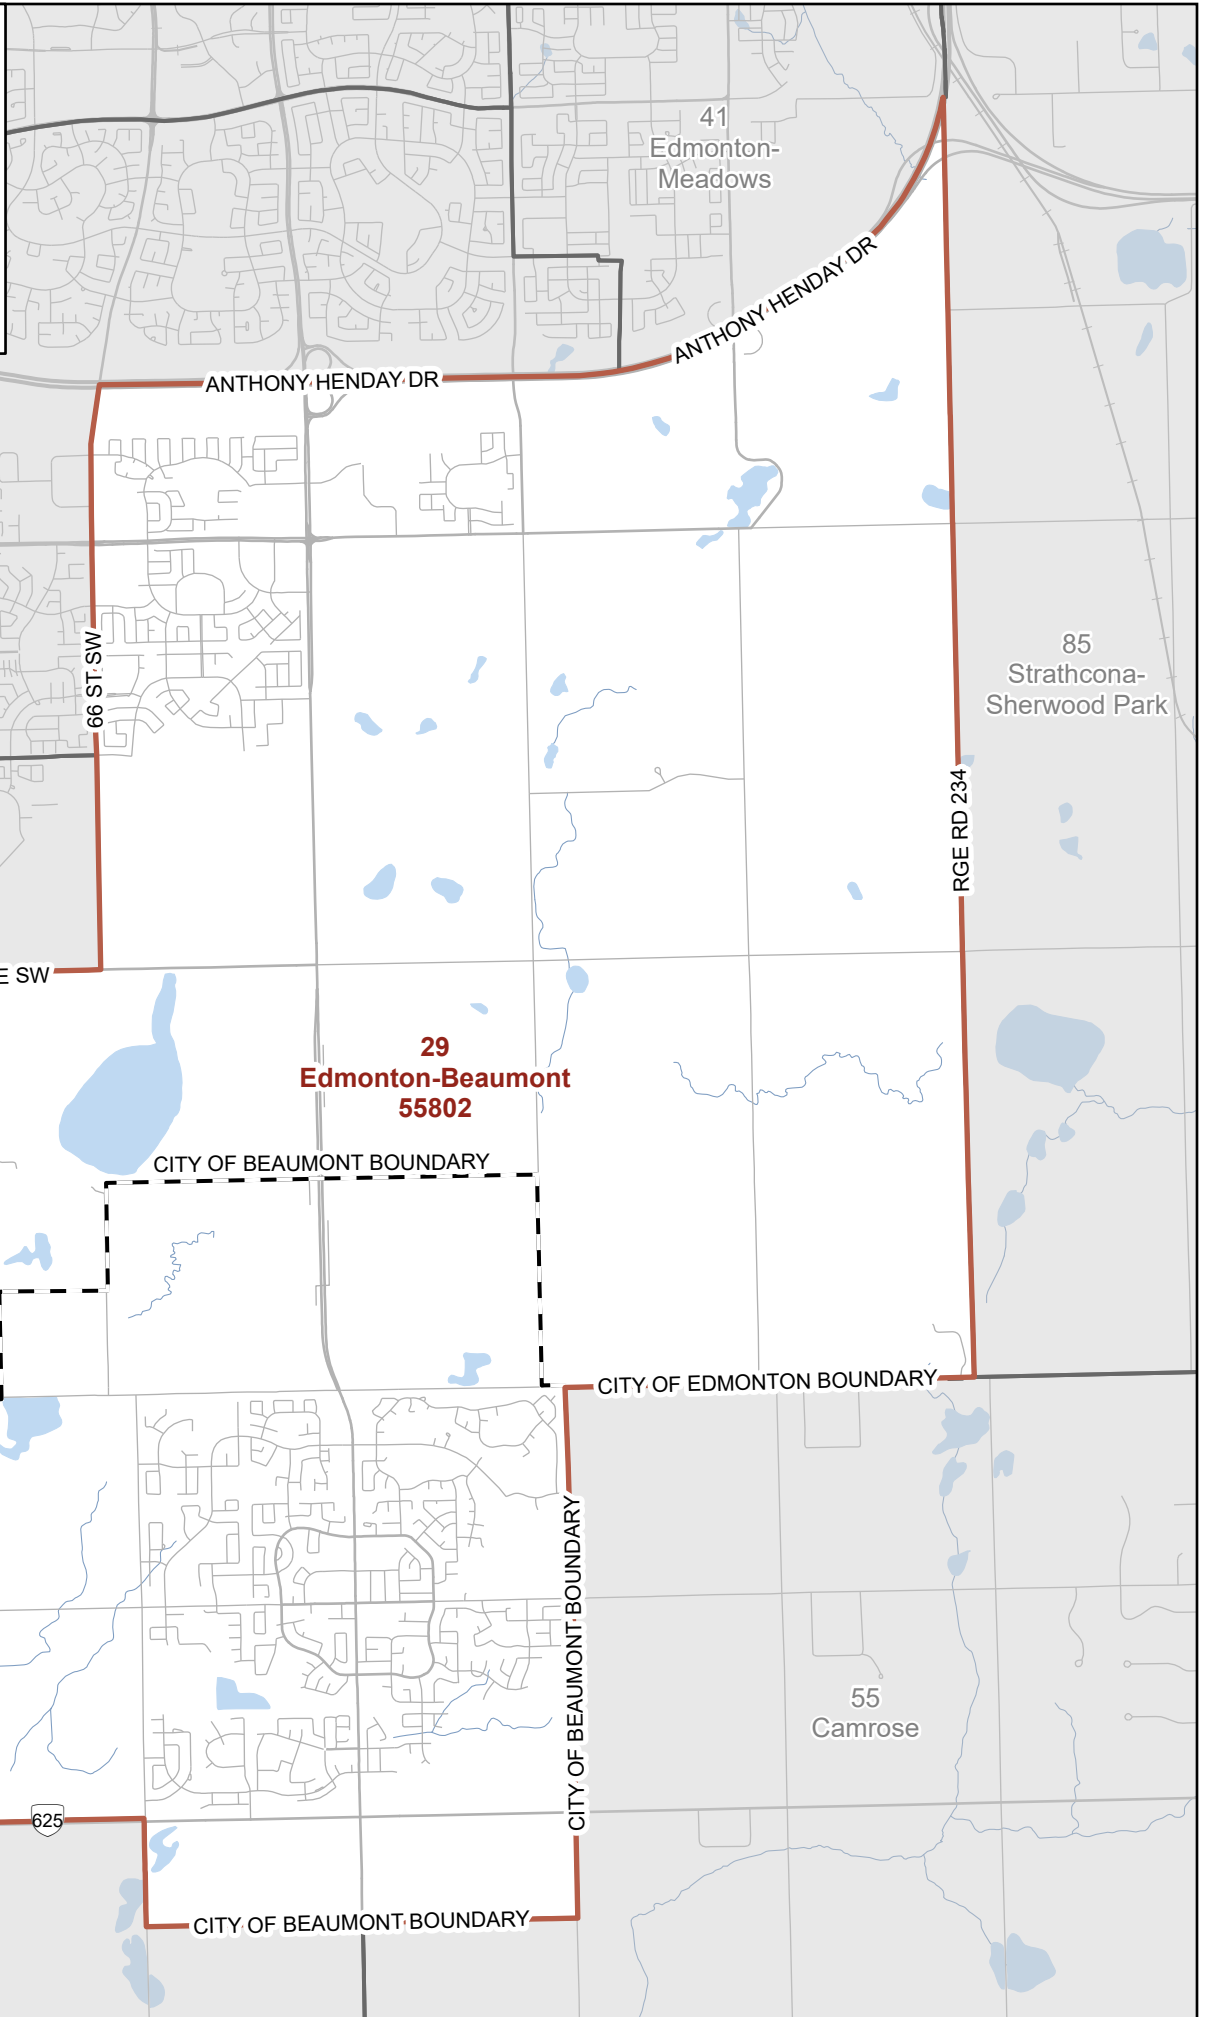 41
Edmonton-
Meadows
ANTHONY HENDAY DR
ANTHONY HENDAY DR
66 ST SW
85
Strathcona-
Sherwood Park
RGE RD 234
E SW
29
Edmonton-Beaumont
55802
CITY OF BEAUMONT BOUNDARY
CITY OF EDMONTON BOUNDARY
CITY OF BEAUMONT BOUNDARY
55
Camrose
625
CITY OF BEAUMONT BOUNDARY